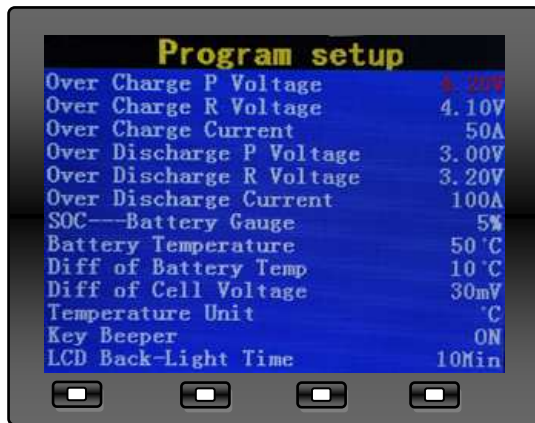 Program setup
Over Charge P Voltage 4.20V
Over Charge R Voltage 4.10V
Over Charge Current 50A
Over Discharge P Voltage 3.00V
Over Discharge R Voltage 3.20V
Over Discharge Current 100A
SOC---Battery Gauge 5%
Battery Temperature 50°C
Diff of Battery Temp 10°C
Diff of Cell Voltage 30mV
Temperature Unit °C
Key Beeper ON
LCD Back-Light Time 10Min